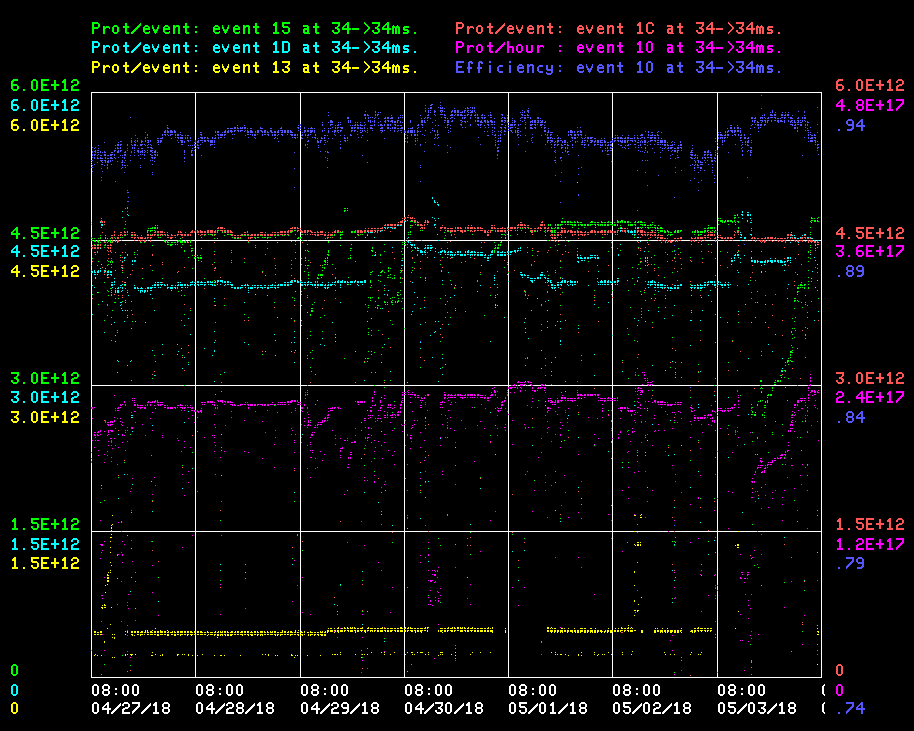 Prot/event: event 15 at 34->34ms. Prot/event: event 1C at 34->34ms.
Prot/event: event 1D at 34->34ms. Prot/hour : event 10 at 34->34ms.
Prot/event: event 13 at 34->34ms. Efficiency: event 10 at 34->34ms.
6.0E+12 6.0E+12
6.0E+12 4.8E+17
6.0E+12 .94
4.5E+12 4.5E+12
4.5E+12 3.6E+17
4.5E+12 .89
3.0E+12 3.0E+12
3.0E+12 2.4E+17
3.0E+12 .84
1.5E+12 1.5E+12
1.5E+12 1.2E+17
1.5E+12 .79
0 0
0 08:00 08:00 08:00 08:00 08:00 08:00 08:00 0
0 04/27/18 04/28/18 04/29/18 04/30/18 05/01/18 05/02/18 05/03/18 .74